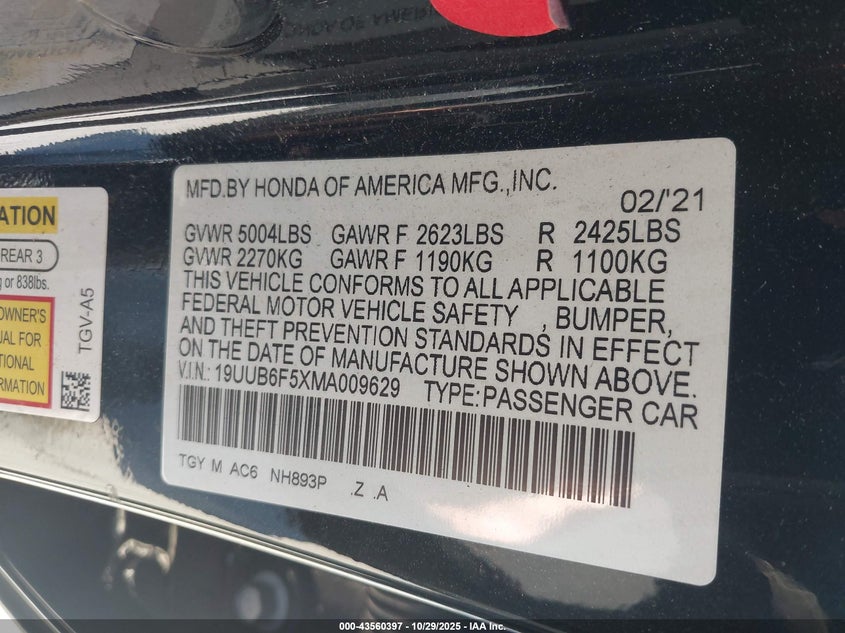 MFD.BY HONDA OF AMERICA MFG.,INC.
02/'21
GVWR 5004LBS GAWR F 2623LBS R 2425LBS
GVWR 2270KG GAWR F 1190KG R 1100KG
THIS VEHICLE CONFORMS TO ALL APPLICABLE
FEDERAL MOTOR VEHICLE SAFETY , BUMPER,
AND THEFT PREVENTION STANDARDS IN EFFECT
ON THE DATE OF MANUFACTURE SHOWN ABOVE.
V.I.N.: 19UUB6F5XMA009629 TYPE:PASSENGER CAR
TGY M AC6 NH893P .Z .A
ATION
REAR 3
or 838lbs.
OWNER'S
UAL FOR
TIONAL
ORMATION
TGV-A5
000-43560397 - 10/29/2025 - IAA Inc.